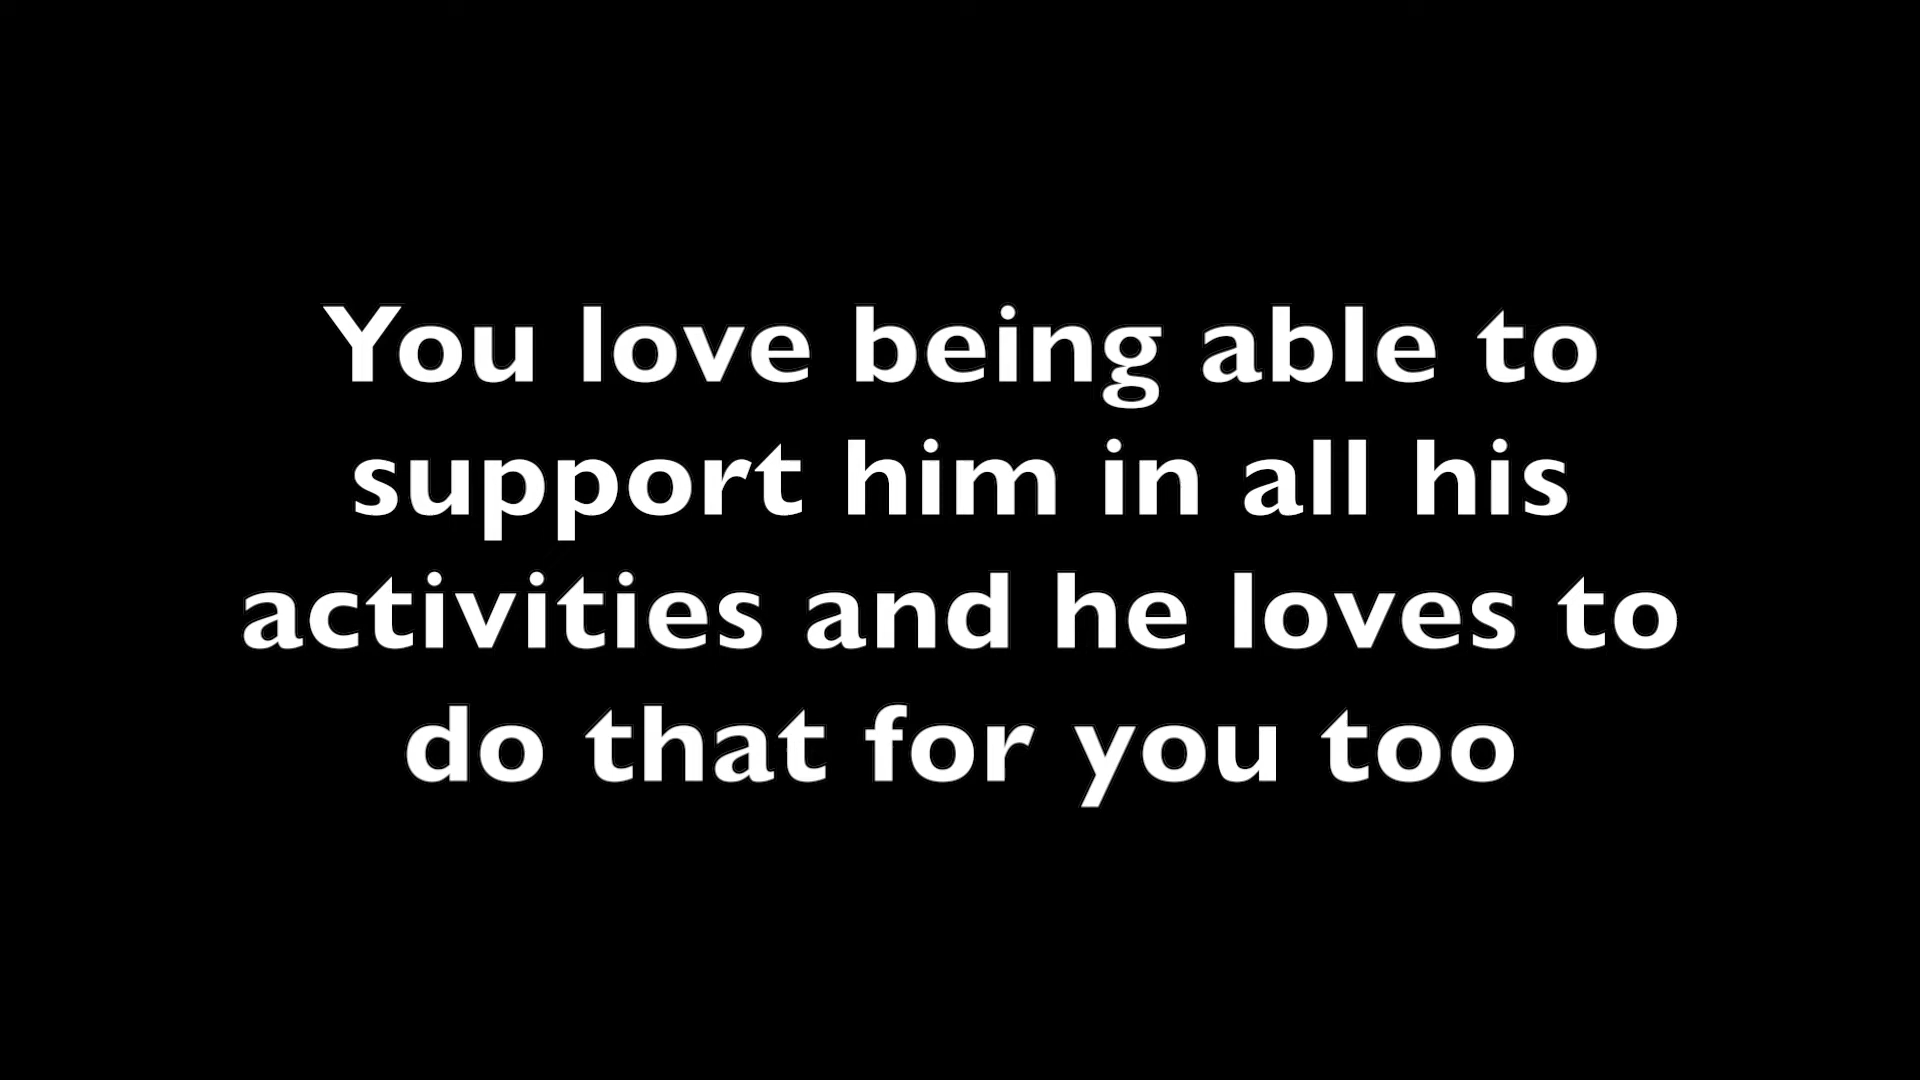 You love being able to
support him in all his
activities and he loves to
do that for you too